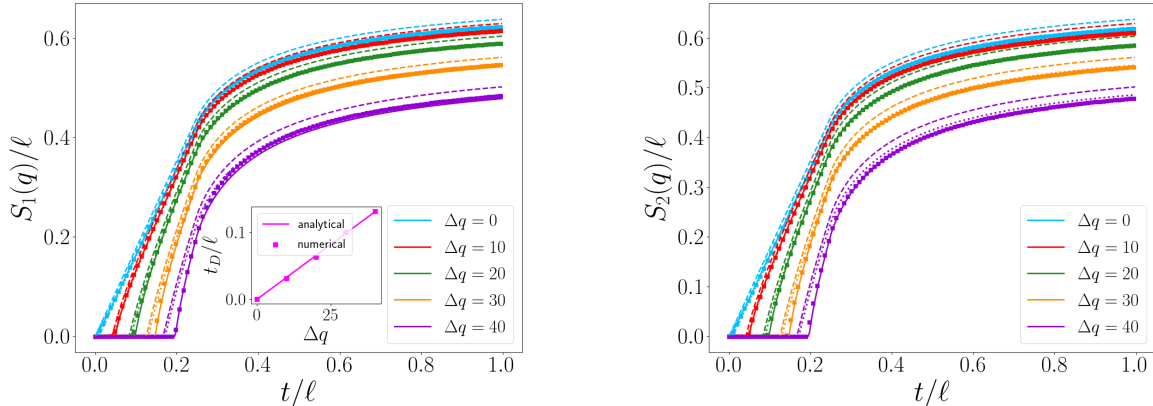 S₁(q)/ℓ
0.6
0.4
0.2
0.0
0.0 0.2 0.4 0.6 0.8 1.0
t/ℓ
t_D/ℓ
0.1
0.0
0 25
Δq
analytical
numerical
Δq = 0
Δq = 10
Δq = 20
Δq = 30
Δq = 40
S₂(q)/ℓ
0.6
0.5
0.4
0.3
0.2
0.1
0.0
0.0 0.2 0.4 0.6 0.8 1.0
t/ℓ
Δq = 0
Δq = 10
Δq = 20
Δq = 30
Δq = 40